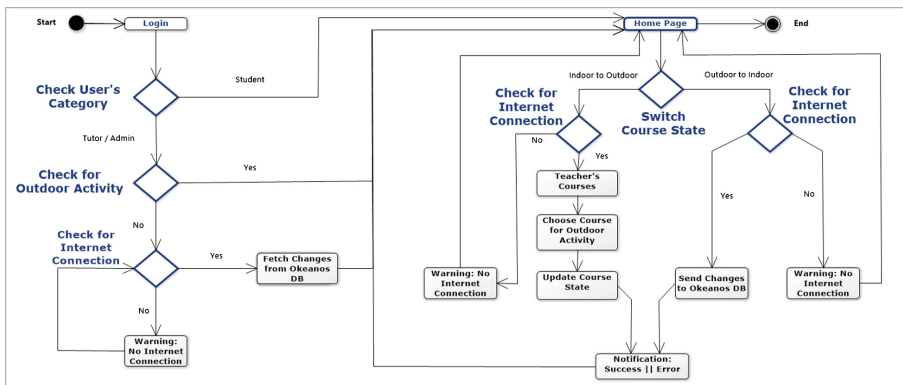 Start
Login
Home Page
End
Student
Check User's
Category
Tutor / Admin
Check for
Outdoor Activity
Yes
No
Check for
Internet
Connection
Yes
Fetch Changes
from Okeanos
DB
No
Warning:
No Internet
Connection
Indoor to Outdoor
Outdoor to Indoor
Switch
Course State
Check for
Internet
Connection
No
Yes
Teacher's
Courses
Choose Course
for Outdoor
Activity
Update Course
State
Warning: No
Internet
Connection
Check for
Internet
Connection
Yes
No
Send Changes
to Okeanos DB
Warning: No
Internet
Connection
Notification:
Success || Error